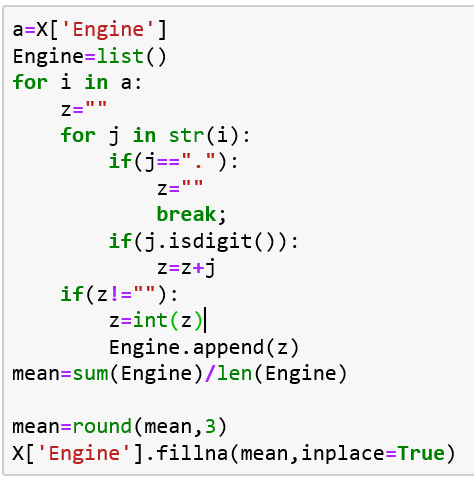 a=X['Engine']
Engine=list()
for i in a:
    z=""
    for j in str(i):
        if(j=="."):
            z=""
            break;
        if(j.isdigit()):
            z=z+j
    if(z!=""):
        z=int(z)
        Engine.append(z)
mean=sum(Engine)/len(Engine)

mean=round(mean,3)
X['Engine'].fillna(mean,inplace=True)